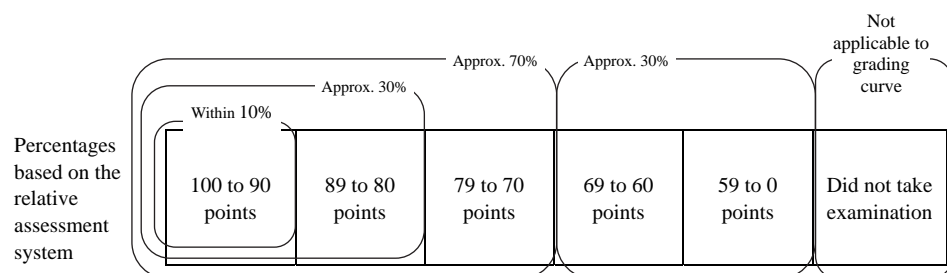 Not
applicable to
grading
curve
Approx. 70%
Approx. 30%
Approx. 30%
Within 10%
Percentages
based on the
relative
assessment
system
100 to 90
points
89 to 80
points
79 to 70
points
69 to 60
points
59 to 0
points
Did not take
examination